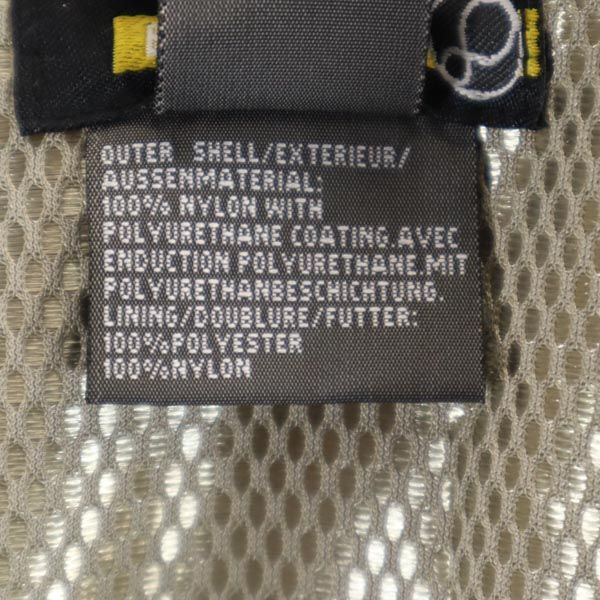 OUTER SHELL/EXTERIEUR/
AUSSENMATERIAL:
100% NYLON WITH
POLYURETHANE COATING.AVEC
ENDUCTION POLYURETHANE.MIT
POLYURETHANBESCHICHTUNG.
LINING/DOUBLURE/FUTTER:
100%POLYESTER
100%NYLON